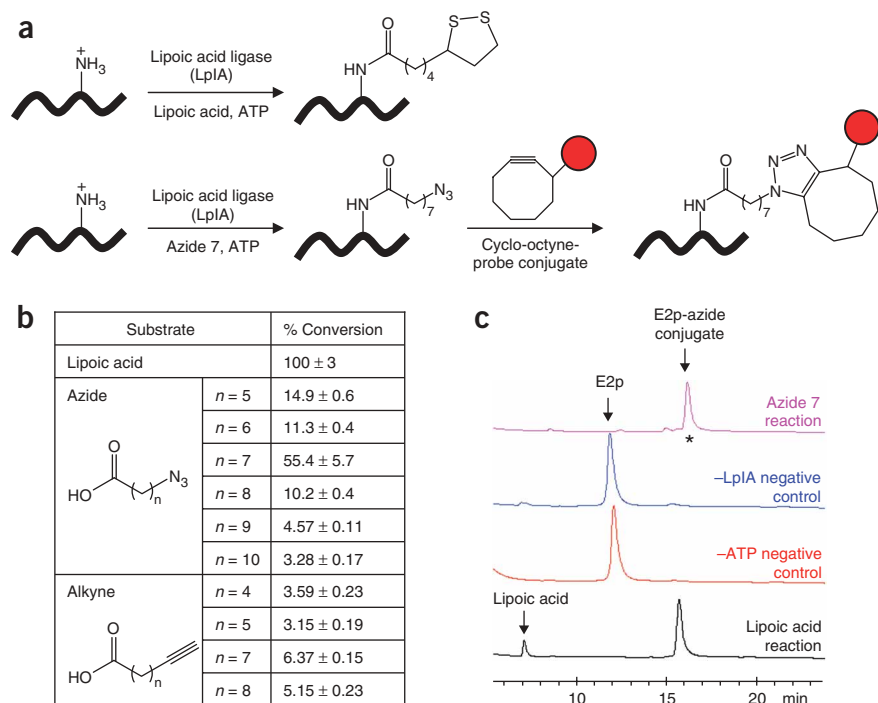 a
+
NH3
Lipoic acid ligase
(LplA)
Lipoic acid, ATP
O
HN
4
S S
+
NH3
Lipoic acid ligase
(LplA)
Azide 7, ATP
O
HN
7
N3
Cyclo-octyne-
probe conjugate
O
HN
7
N
N
N
b
Substrate % Conversion
Lipoic acid 100 ± 3
Azide n = 5 14.9 ± 0.6
n = 6 11.3 ± 0.4
n = 7 55.4 ± 5.7
n = 8 10.2 ± 0.4
n = 9 4.57 ± 0.11
n = 10 3.28 ± 0.17
O
HO
n
N3
Alkyne n = 4 3.59 ± 0.23
n = 5 3.15 ± 0.19
n = 7 6.37 ± 0.15
n = 8 5.15 ± 0.23
O
HO
n
c
E2p-azide
conjugate
E2p
Azide 7
reaction
*
–LplA negative
control
–ATP negative
control
Lipoic acid
Lipoic acid
reaction
10 15 20 min